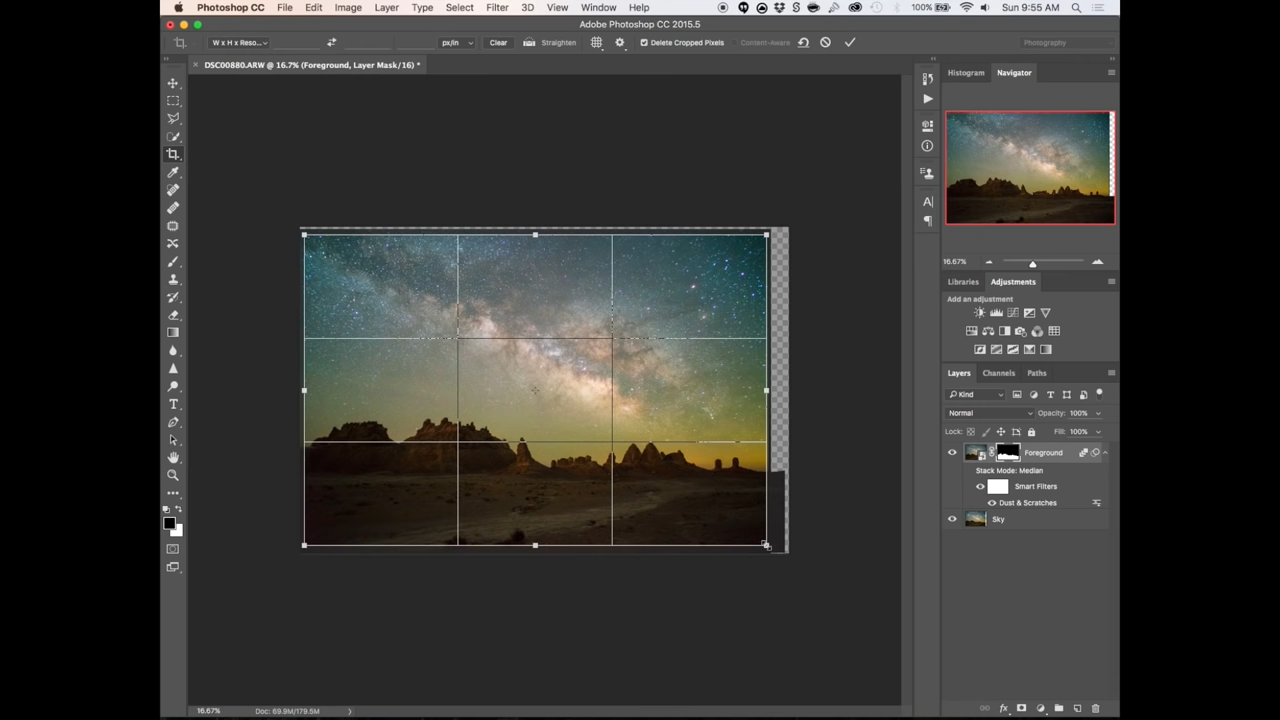 Photoshop CC File Edit Image Layer Type Select Filter 3D View Window Help 100% Sun 9:55 AM
Adobe Photoshop CC 2015.5
W x H x Reso... px/in Clear Straighten Delete Cropped Pixels Content-Aware Photography
DSC00880.ARW @ 16.7% (Foreground, Layer Mask/16) *
Histogram Navigator
16.67%
Libraries Adjustments
Add an adjustment
Layers Channels Paths
Kind
Normal Opacity: 100%
Lock: Fill: 100%
Foreground
Stack Mode: Median
Smart Filters
Dust & Scratches
Sky
16.67% Doc: 69.9M/179.5M